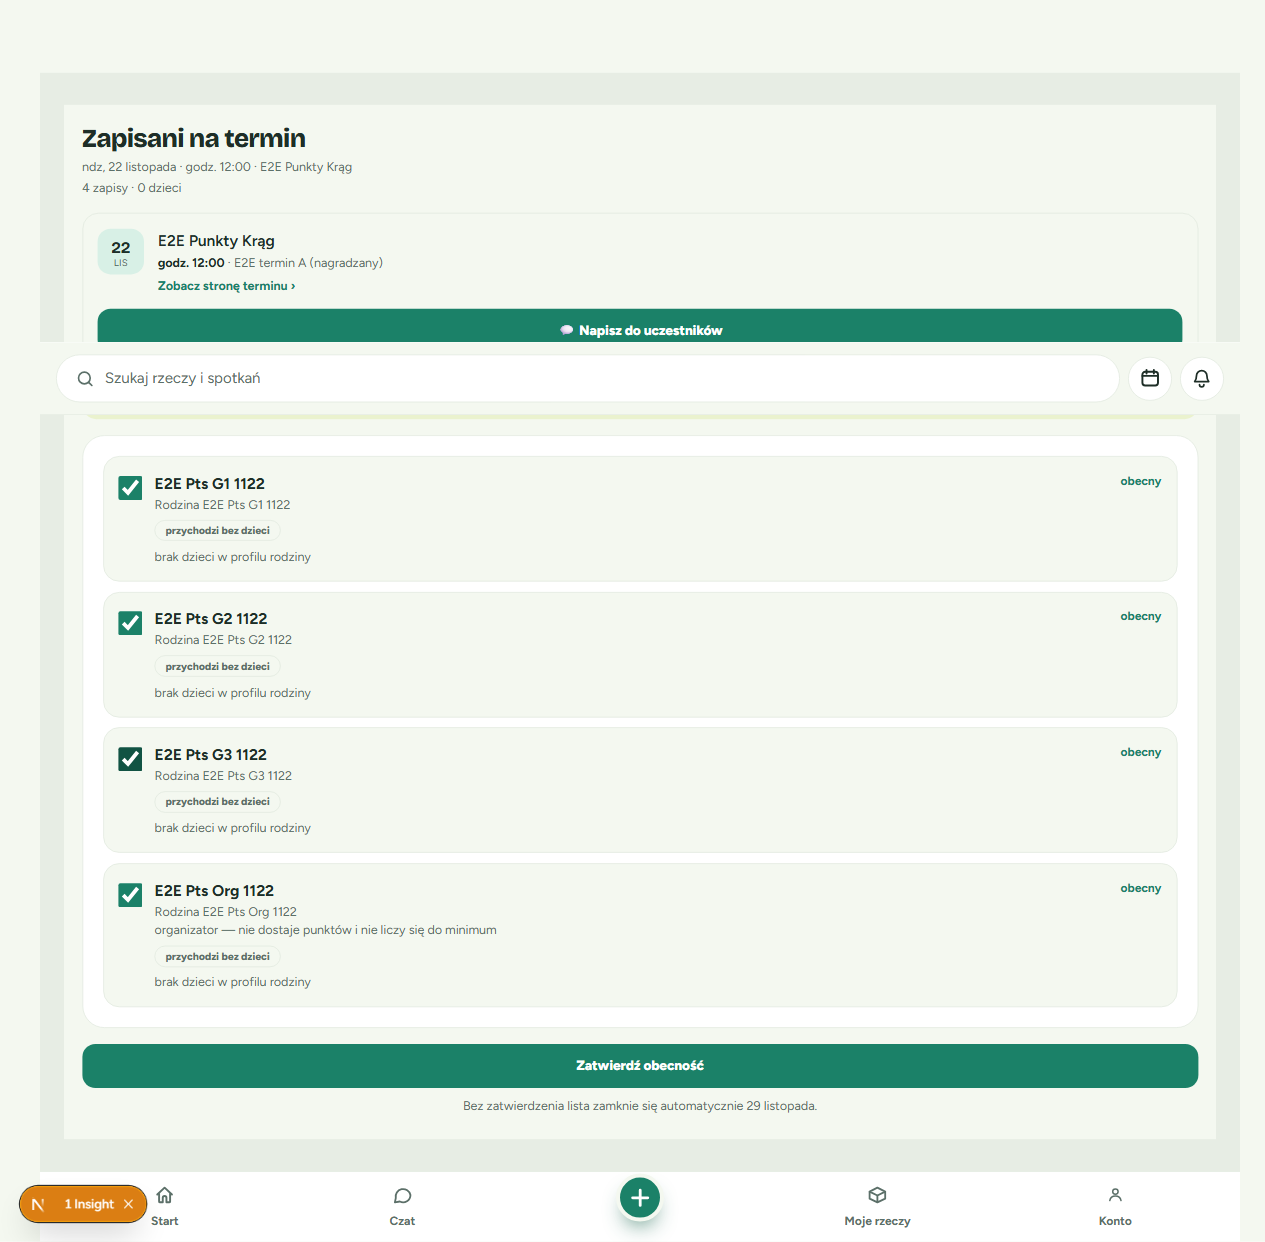 Zapisani na termin
ndz, 22 listopada · godz. 12:00 · E2E Punkty Krąg
4 zapisy · 0 dzieci
22
LIS
E2E Punkty Krąg
godz. 12:00 · E2E termin A (nagradzany)
Zobacz stronę terminu ›
Napisz do uczestników
Szukaj rzeczy i spotkań
E2E Pts G1 1122
obecny
Rodzina E2E Pts G1 1122
przychodzi bez dzieci
brak dzieci w profilu rodziny
E2E Pts G2 1122
obecny
Rodzina E2E Pts G2 1122
przychodzi bez dzieci
brak dzieci w profilu rodziny
E2E Pts G3 1122
obecny
Rodzina E2E Pts G3 1122
przychodzi bez dzieci
brak dzieci w profilu rodziny
E2E Pts Org 1122
obecny
Rodzina E2E Pts Org 1122
organizator — nie dostaje punktów i nie liczy się do minimum
przychodzi bez dzieci
brak dzieci w profilu rodziny
Zatwierdź obecność
Bez zatwierdzenia lista zamknie się automatycznie 29 listopada.
N 1 Insight
Start
Czat
Moje rzeczy
Konto